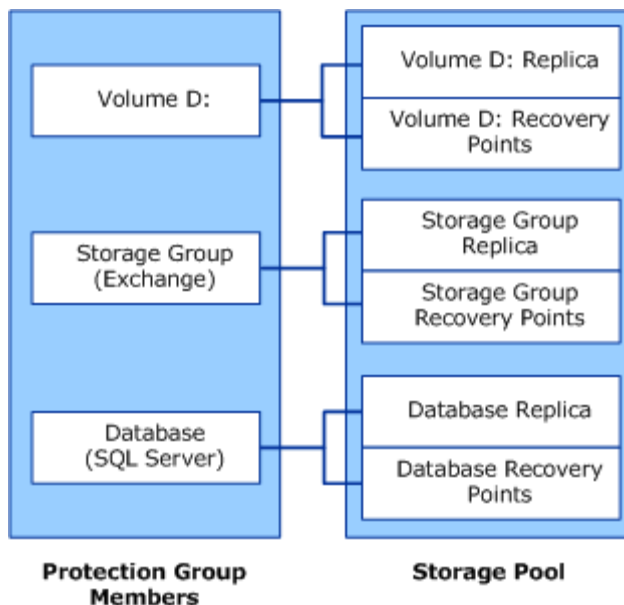 Volume D:
Volume D: Replica
Volume D: Recovery
Points
Storage Group
(Exchange)
Storage Group
Replica
Storage Group
Recovery Points
Database
(SQL Server)
Database Replica
Database Recovery
Points
Protection Group
Members
Storage Pool